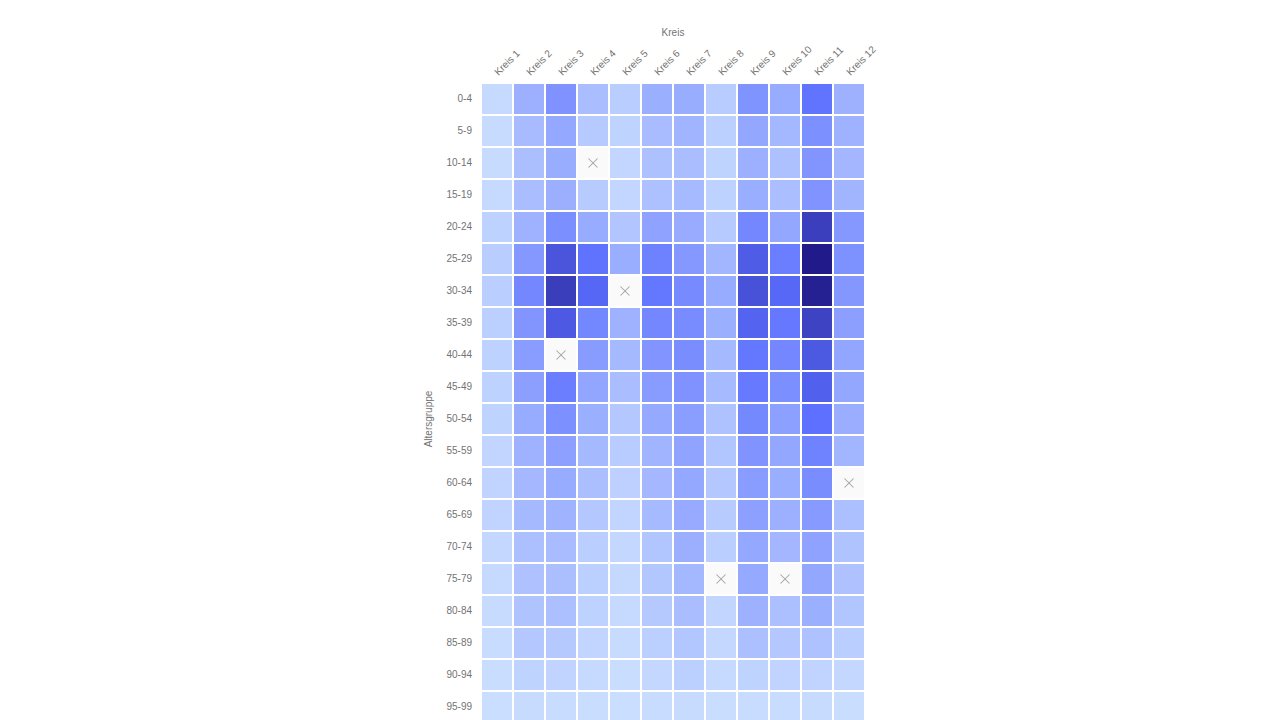 Kreis
Kreis 1
Kreis 2
Kreis 3
Kreis 4
Kreis 5
Kreis 6
Kreis 7
Kreis 8
Kreis 9
Kreis 10
Kreis 11
Kreis 12
Altersgruppe
0-4
5-9
10-14
15-19
20-24
25-29
30-34
35-39
40-44
45-49
50-54
55-59
60-64
65-69
70-74
75-79
80-84
85-89
90-94
95-99